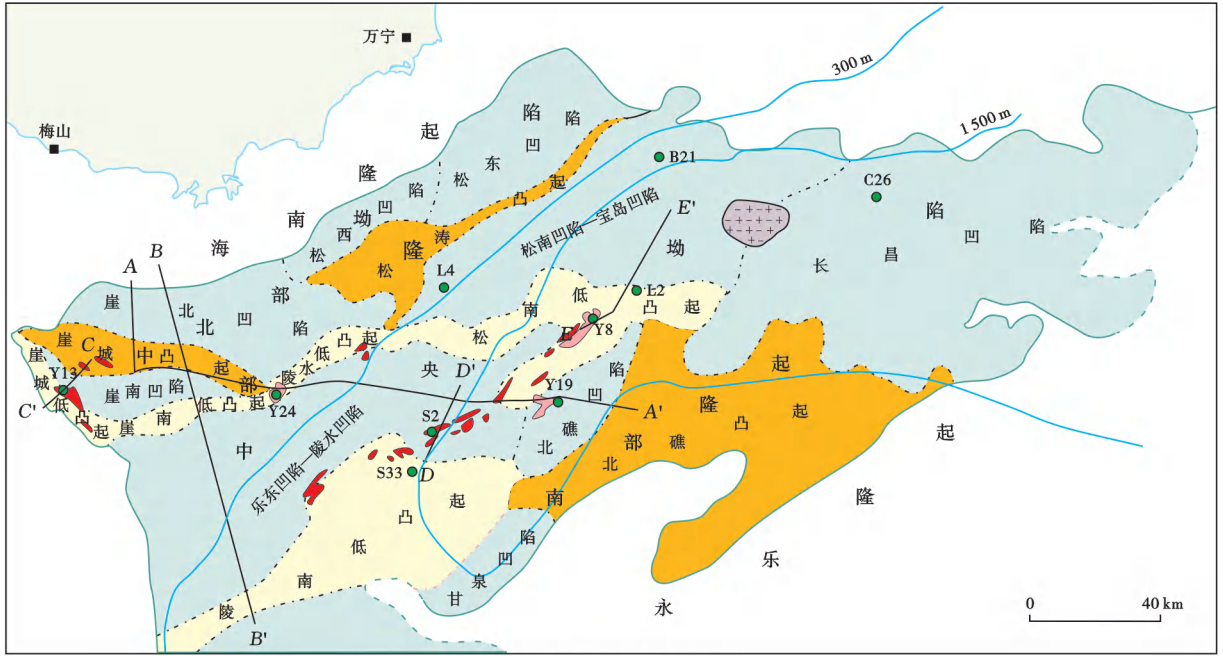 万宁
梅山
300 m
1 500 m
B21
C26
L4
L2
Y8
Y19
Y13
Y24
S2
S33
A
A'
B
B'
C
C'
D
D'
E
E'
海南隆起
永乐隆起
北部坳陷
中央坳陷
中部隆起
南部隆起
松西凹陷
松东凹陷
松涛凸起
崖北凹陷
崖城凸起
崖城低凸起
崖南凹陷
崖南低凸起
陵水低凸起
松南低凸起
陵南低凸起
松南凹陷—宝岛凹陷
乐东凹陷—陵水凹陷
长昌凹陷
北礁凹陷
北礁凸起
甘泉凹陷
0
40 km